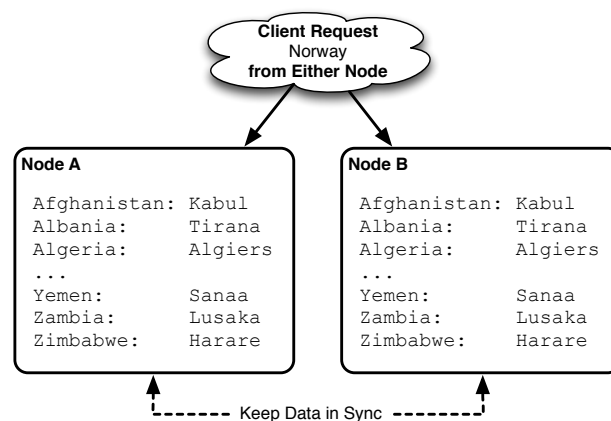 Client Request
Norway
from Either Node
Node A
Afghanistan: Kabul
Albania: Tirana
Algeria: Algiers
...
Yemen: Sanaa
Zambia: Lusaka
Zimbabwe: Harare
Node B
Afghanistan: Kabul
Albania: Tirana
Algeria: Algiers
...
Yemen: Sanaa
Zambia: Lusaka
Zimbabwe: Harare
Keep Data in Sync